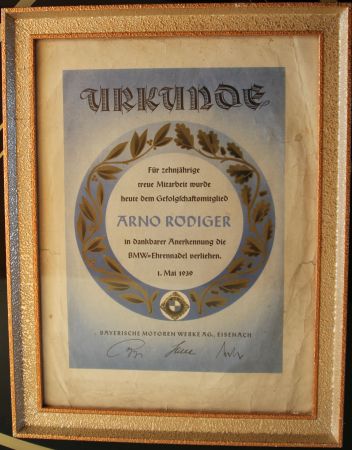 URKUNDE
Für zehnjährige
treue Mitarbeit wurde
heute dem Gefolgschaftsmitglied
ARNO RÖDIGER
in dankbarer Anerkennung die
BMW-Ehrennadel verliehen.
1. Mai 1939
BAYERISCHE MOTOREN WERKE AG., EISENACH